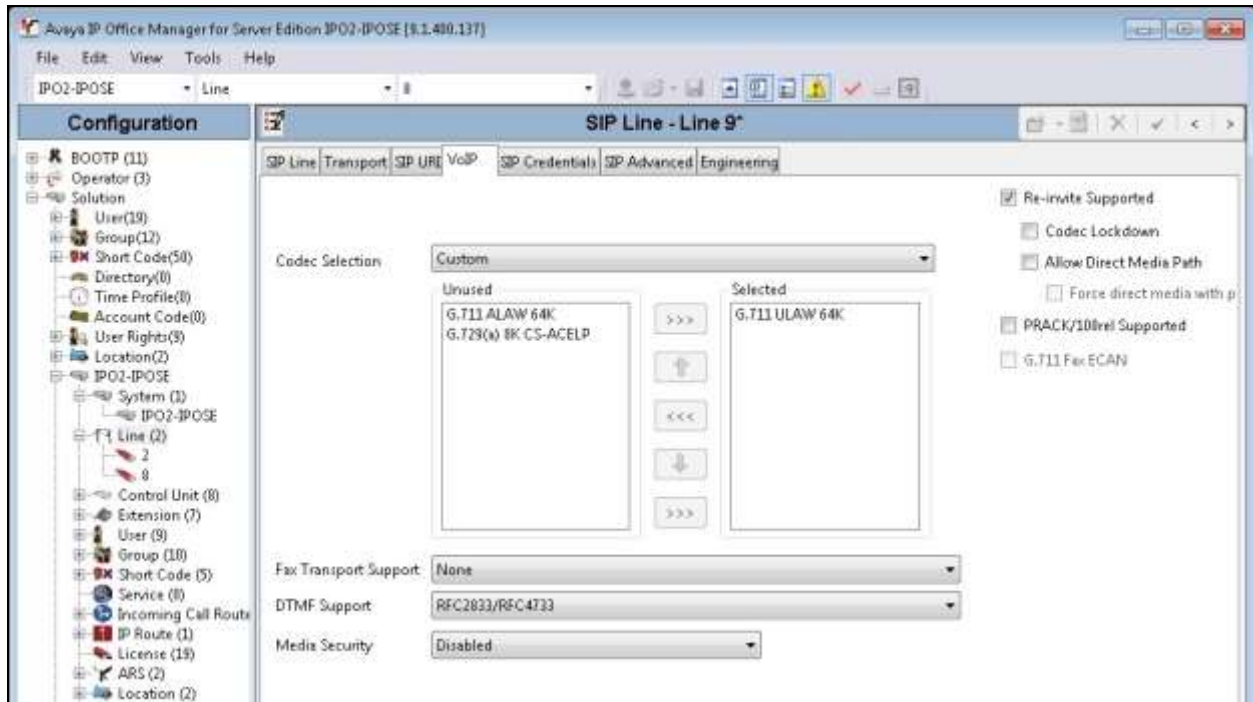 Avaya IP Office Manager for Server Edition IPO2-IPOSE [9.1.400.137]
File Edit View Tools Help
IPO2-IPOSE Line 8
Configuration
SIP Line - Line 9*
BOOTP (11)
Operator (3)
Solution
User(19)
Group(12)
Short Code(50)
Directory(0)
Time Profile(0)
Account Code(0)
User Rights(9)
Location(2)
IPO2-IPOSE
System (1)
IPO2-IPOSE
Line (2)
2
8
Control Unit (8)
Extension (7)
User (9)
Group (10)
Short Code (5)
Service (0)
Incoming Call Route
IP Route (1)
License (19)
ARS (2)
Location (2)
SIP Line Transport SIP URI VoIP SIP Credentials SIP Advanced Engineering
Codec Selection Custom
Unused
G.711 ALAW 64K
G.729(a) 8K CS-ACELP
>>>
<<<
>>>
Selected
G.711 ULAW 64K
Fax Transport Support None
DTMF Support RFC2833/RFC4733
Media Security Disabled
Re-invite Supported
Codec Lockdown
Allow Direct Media Path
Force direct media with p
PRACK/100rel Supported
G.711 Fax ECAN